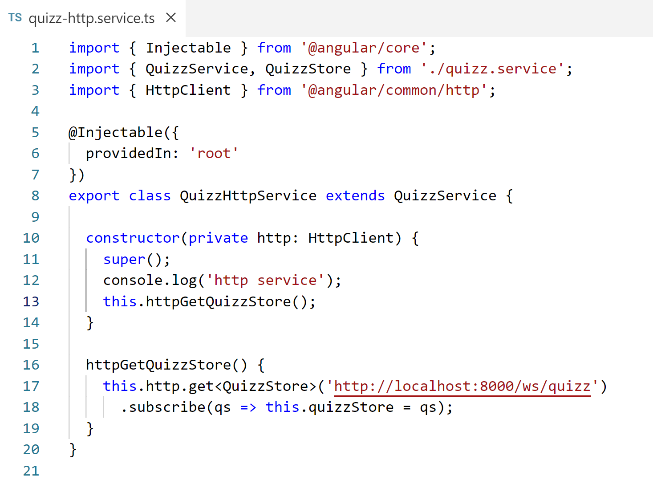 TS quizz-http.service.ts ×
1 import { Injectable } from '@angular/core';
2 import { QuizzService, QuizzStore } from './quizz.service';
3 import { HttpClient } from '@angular/common/http';
4
5 @Injectable({
6   providedIn: 'root'
7 })
8 export class QuizzHttpService extends QuizzService {
9
10   constructor(private http: HttpClient) {
11     super();
12     console.log('http service');
13     this.httpGetQuizzStore();
14   }
15
16   httpGetQuizzStore() {
17     this.http.get<QuizzStore>('http://localhost:8000/ws/quizz')
18       .subscribe(qs => this.quizzStore = qs);
19   }
20 }
21